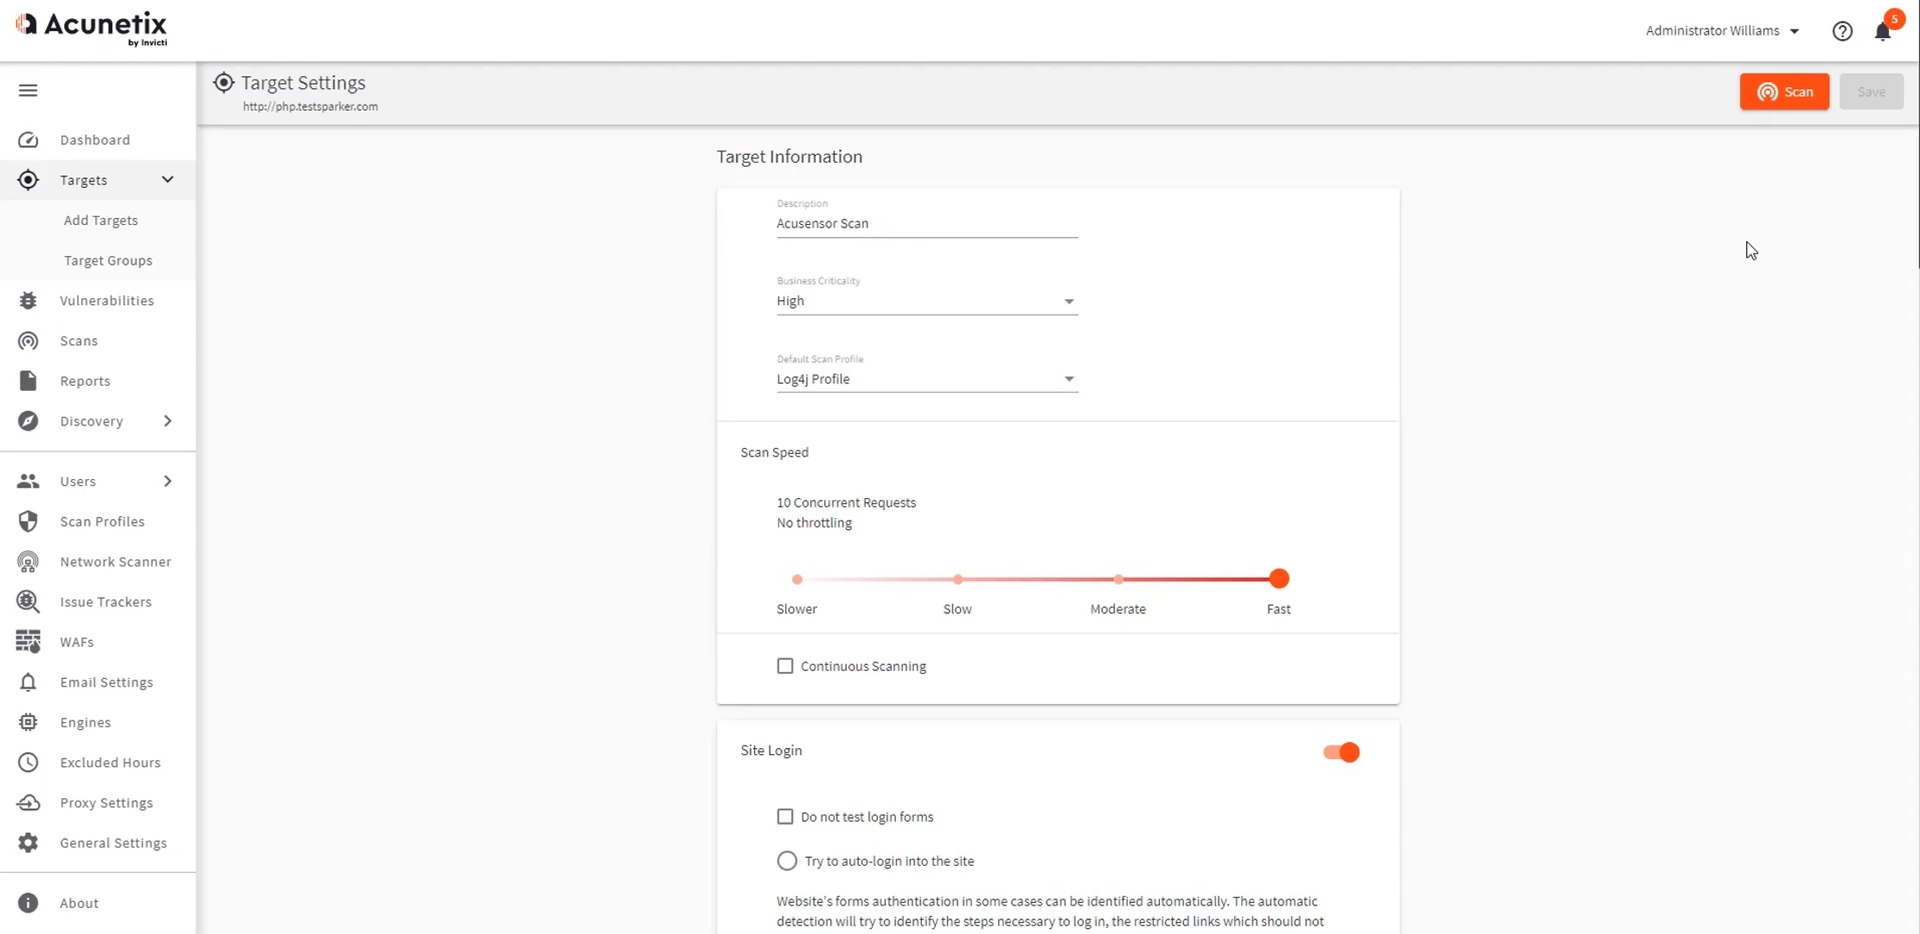 Acunetix
by Invicti
Administrator Williams
5
Target Settings
http://php.testsparker.com
Scan
Save
Dashboard
Targets
Add Targets
Target Groups
Vulnerabilities
Scans
Reports
Discovery
Users
Scan Profiles
Network Scanner
Issue Trackers
WAFs
Email Settings
Engines
Excluded Hours
Proxy Settings
General Settings
About
Target Information
Description
Acusensor Scan
Business Criticality
High
Default Scan Profile
Log4j Profile
Scan Speed
10 Concurrent Requests
No throttling
Slower Slow Moderate Fast
Continuous Scanning
Site Login
Do not test login forms
Try to auto-login into the site
Website's forms authentication in some cases can be identified automatically. The automatic
detection will try to identify the steps necessary to log in, the restricted links which should not